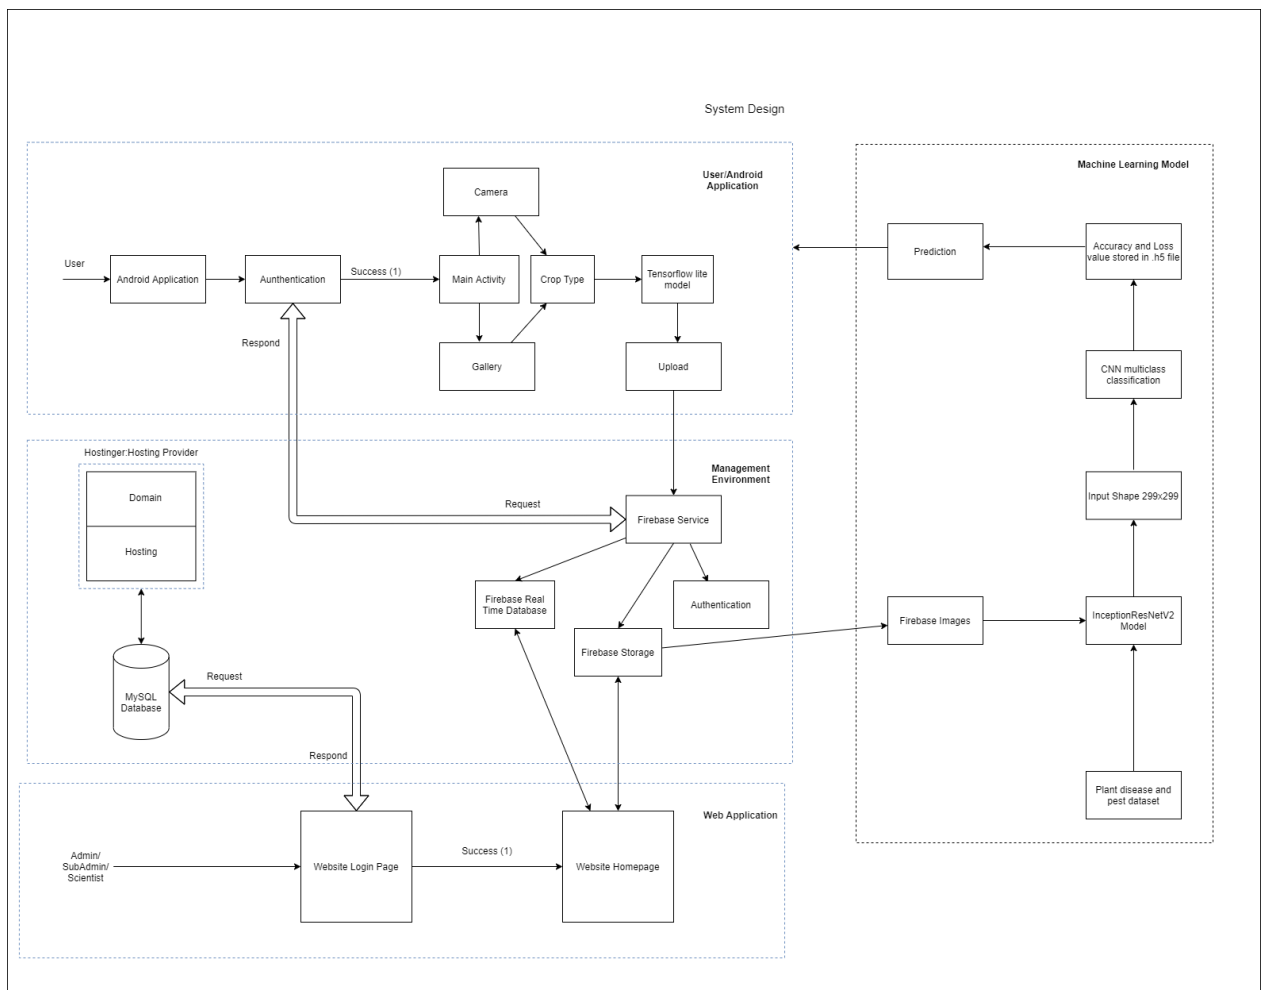 System Design
User/Android
Application
Camera
User
Android Application
Aunthentication
Success (1)
Main Activity
Crop Type
Tensorflow lite
model
Respond
Gallery
Upload
Machine Learning Model
Prediction
Accuracy and Loss
value stored in .h5 file
CNN multiclass
classification
Input Shape 299x299
Firebase Images
InceptionResNetV2
Model
Plant disease and
pest dataset
Hostinger:Hosting Provider
Domain
Hosting
Management
Environment
Request
Firebase Service
Firebase Real
Time Database
Authentication
Firebase Storage
MySQL
Database
Request
Respond
Web Application
Admin/
SubAdmin/
Scientist
Website Login Page
Success (1)
Website Homepage